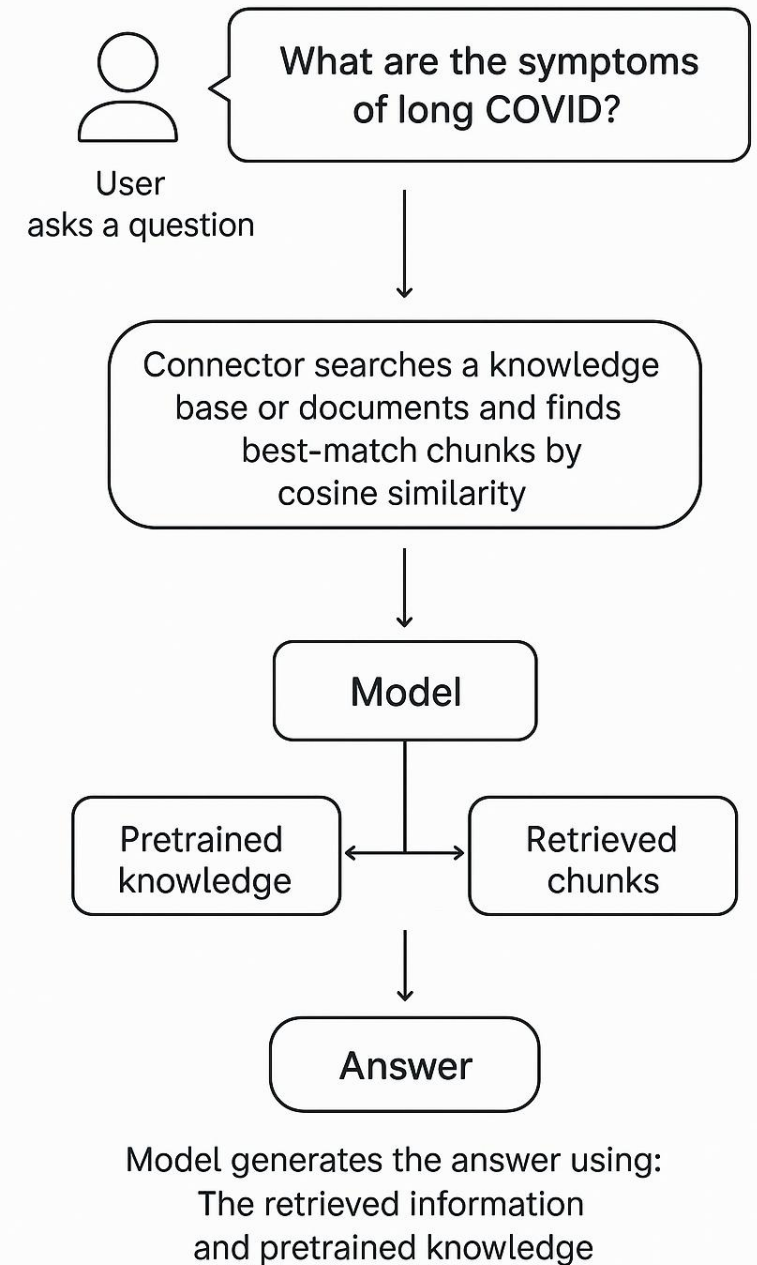 What are the symptoms
of long COVID?
User
asks a question
Connector searches a knowledge
base or documents and finds
best-match chunks by
cosine similarity
Model
Pretrained
knowledge
Retrieved
chunks
Answer
Model generates the answer using:
The retrieved information
and pretrained knowledge